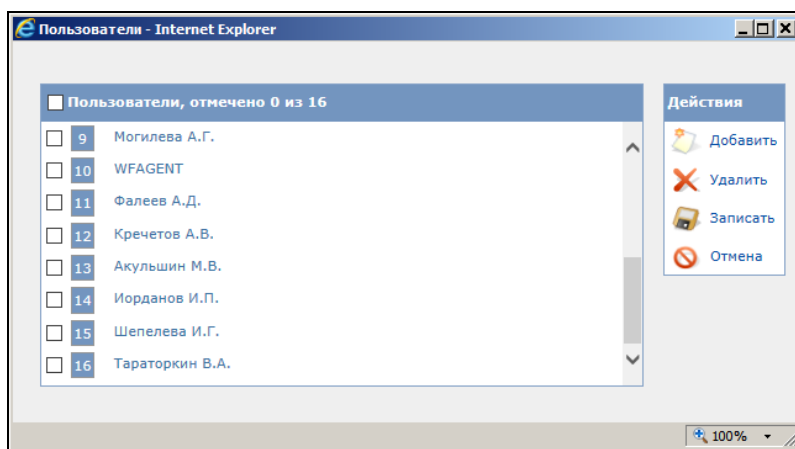 Пользователи - Internet Explorer
Пользователи, отмечено 0 из 16
9 Могилева А.Г.
10 WFAGENT
11 Фалеев А.Д.
12 Кречетов А.В.
13 Акульшин М.В.
14 Иорданов И.П.
15 Шепелева И.Г.
16 Тараторкин В.А.
Действия
Добавить
Удалить
Записать
Отмена
100%